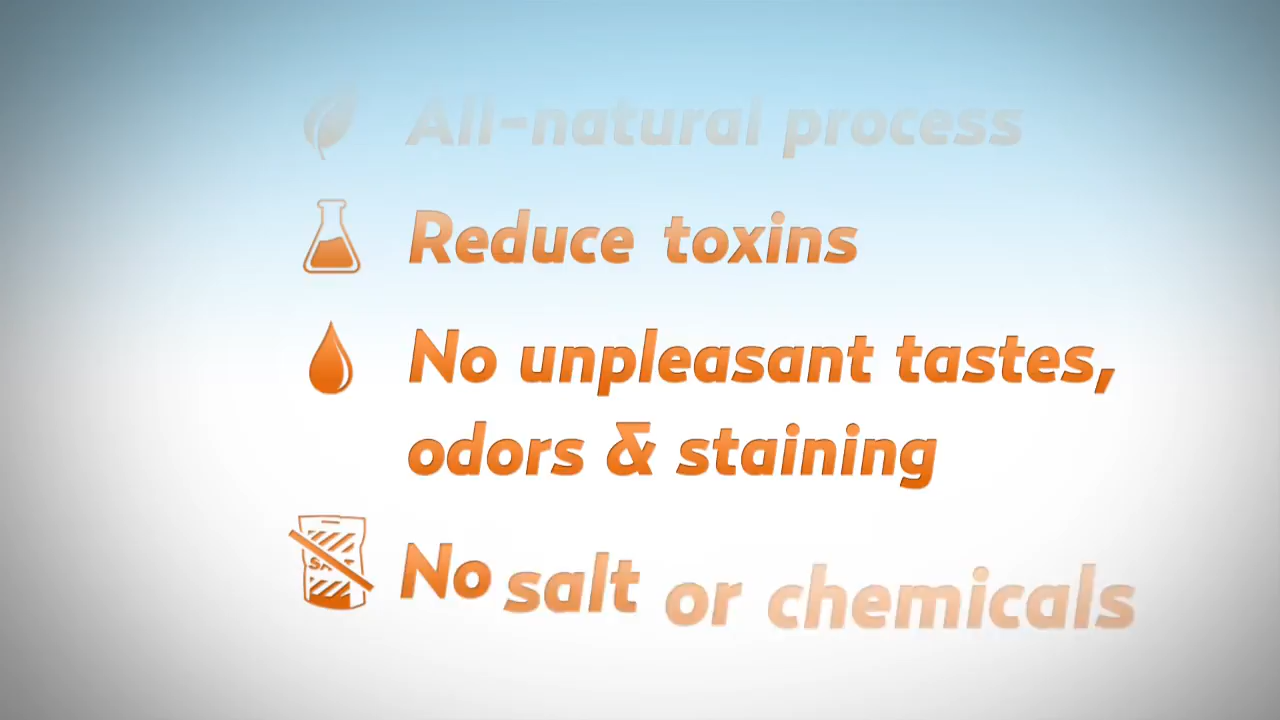 All-natural process
Reduce toxins
No unpleasant tastes,
odors & staining
No salt or chemicals